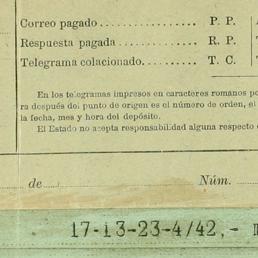 Correo pagado.............. P. P.
Respuesta pagada........... R. P.
Telegrama colacionado....... T. C.
En los telegramas impresos en caracteres romanos po
ra después del punto de origen es el número de orden, el
la fecha, mes y hora del depósito.
El Estado no acepta responsabilidad alguna respecto
de Núm.
17-13-23-4/42,-